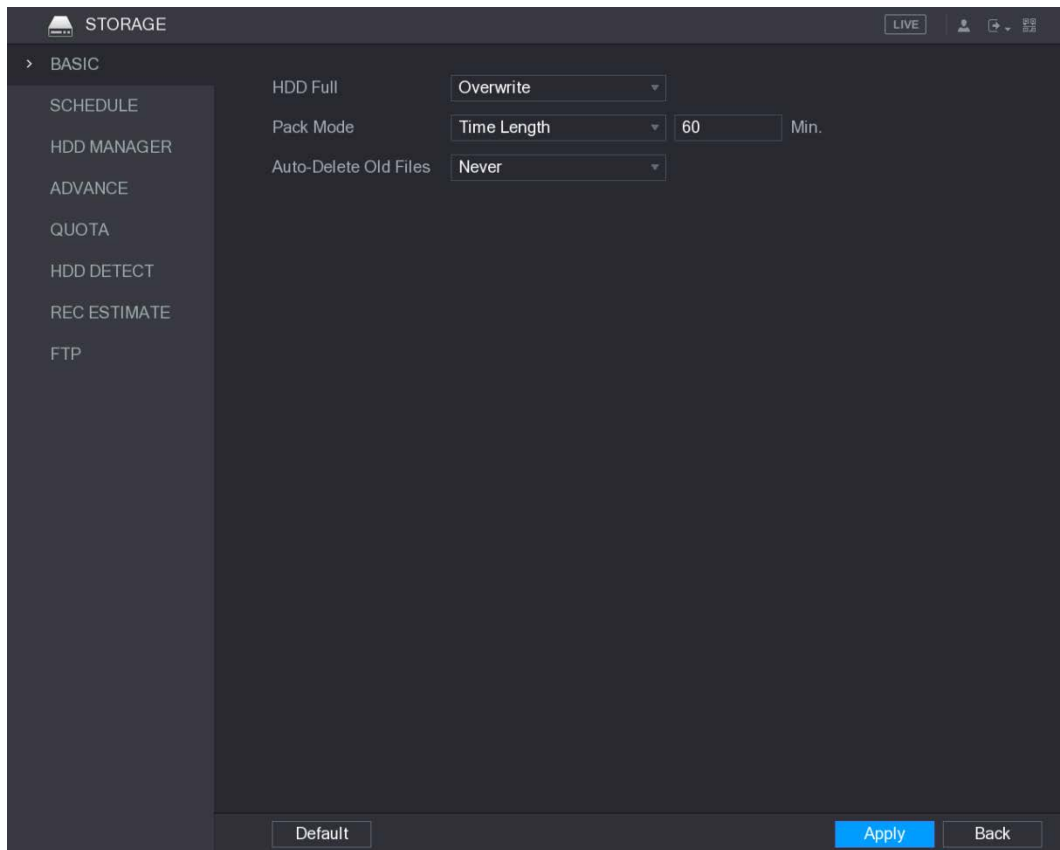 STORAGE LIVE
BASIC
SCHEDULE
HDD MANAGER
ADVANCE
QUOTA
HDD DETECT
REC ESTIMATE
FTP
HDD Full Overwrite
Pack Mode Time Length 60 Min.
Auto-Delete Old Files Never
Default Apply Back